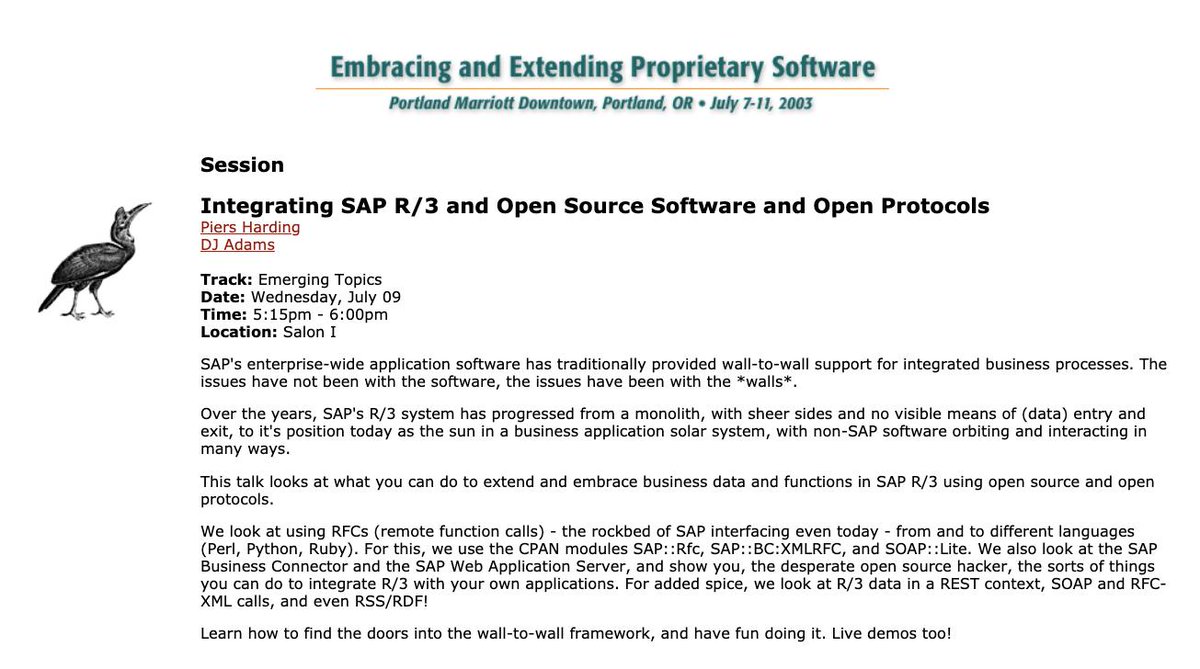 Embracing and Extending Proprietary Software
Portland Marriott Downtown, Portland, OR • July 7-11, 2003
Session
Integrating SAP R/3 and Open Source Software and Open Protocols
Piers Harding
DJ Adams
Track: Emerging Topics
Date: Wednesday, July 09
Time: 5:15pm - 6:00pm
Location: Salon I
SAP's enterprise-wide application software has traditionally provided wall-to-wall support for integrated business processes. The
issues have not been with the software, the issues have been with the *walls*.
Over the years, SAP's R/3 system has progressed from a monolith, with sheer sides and no visible means of (data) entry and
exit, to it's position today as the sun in a business application solar system, with non-SAP software orbiting and interacting in
many ways.
This talk looks at what you can do to extend and embrace business data and functions in SAP R/3 using open source and open
protocols.
We look at using RFCs (remote function calls) - the rockbed of SAP interfacing even today - from and to different languages
(Perl, Python, Ruby). For this, we use the CPAN modules SAP::Rfc, SAP::BC:XMLRFC, and SOAP::Lite. We also look at the SAP
Business Connector and the SAP Web Application Server, and show you, the desperate open source hacker, the sorts of things
you can do to integrate R/3 with your own applications. For added spice, we look at R/3 data in a REST context, SOAP and RFC-
XML calls, and even RSS/RDF!
Learn how to find the doors into the wall-to-wall framework, and have fun doing it. Live demos too!